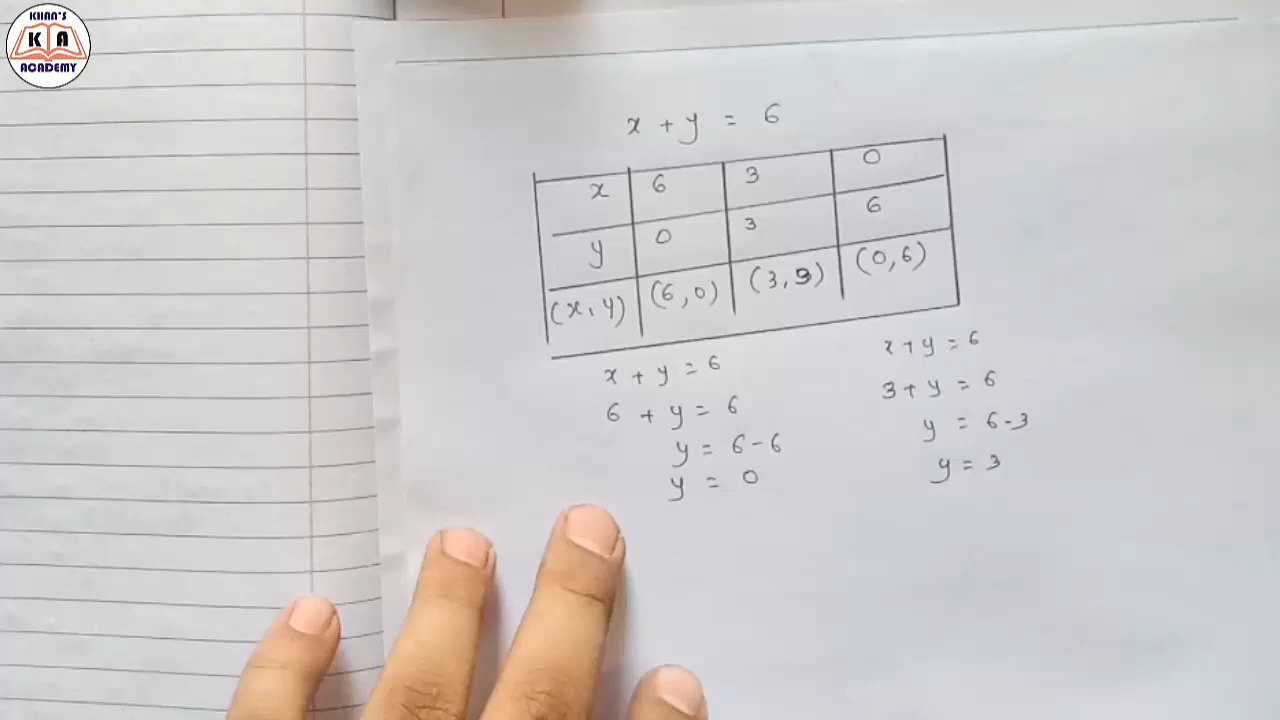 KHAN'S
K A
ACADEMY
x + y = 6
x 6 3 0
y 0 3 6
(x, y) (6, 0) (3, 9) (0, 6)
x + y = 6
6 + y = 6
y = 6 - 6
y = 0
x + y = 6
3 + y = 6
y = 6 - 3
y = 3